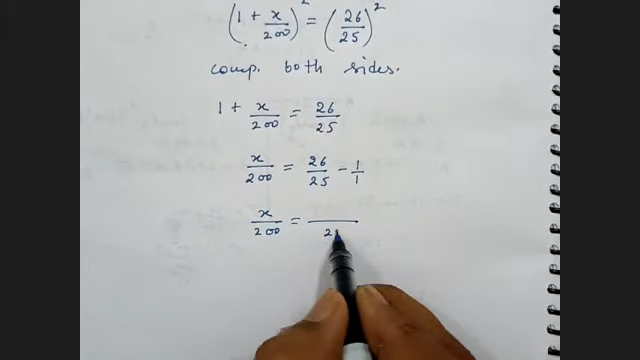 (1 + x/200)² = (26/25)²
comp. both sides.
1 + x/200 = 26/25
x/200 = 26/25 - 1/1
x/200 = /2